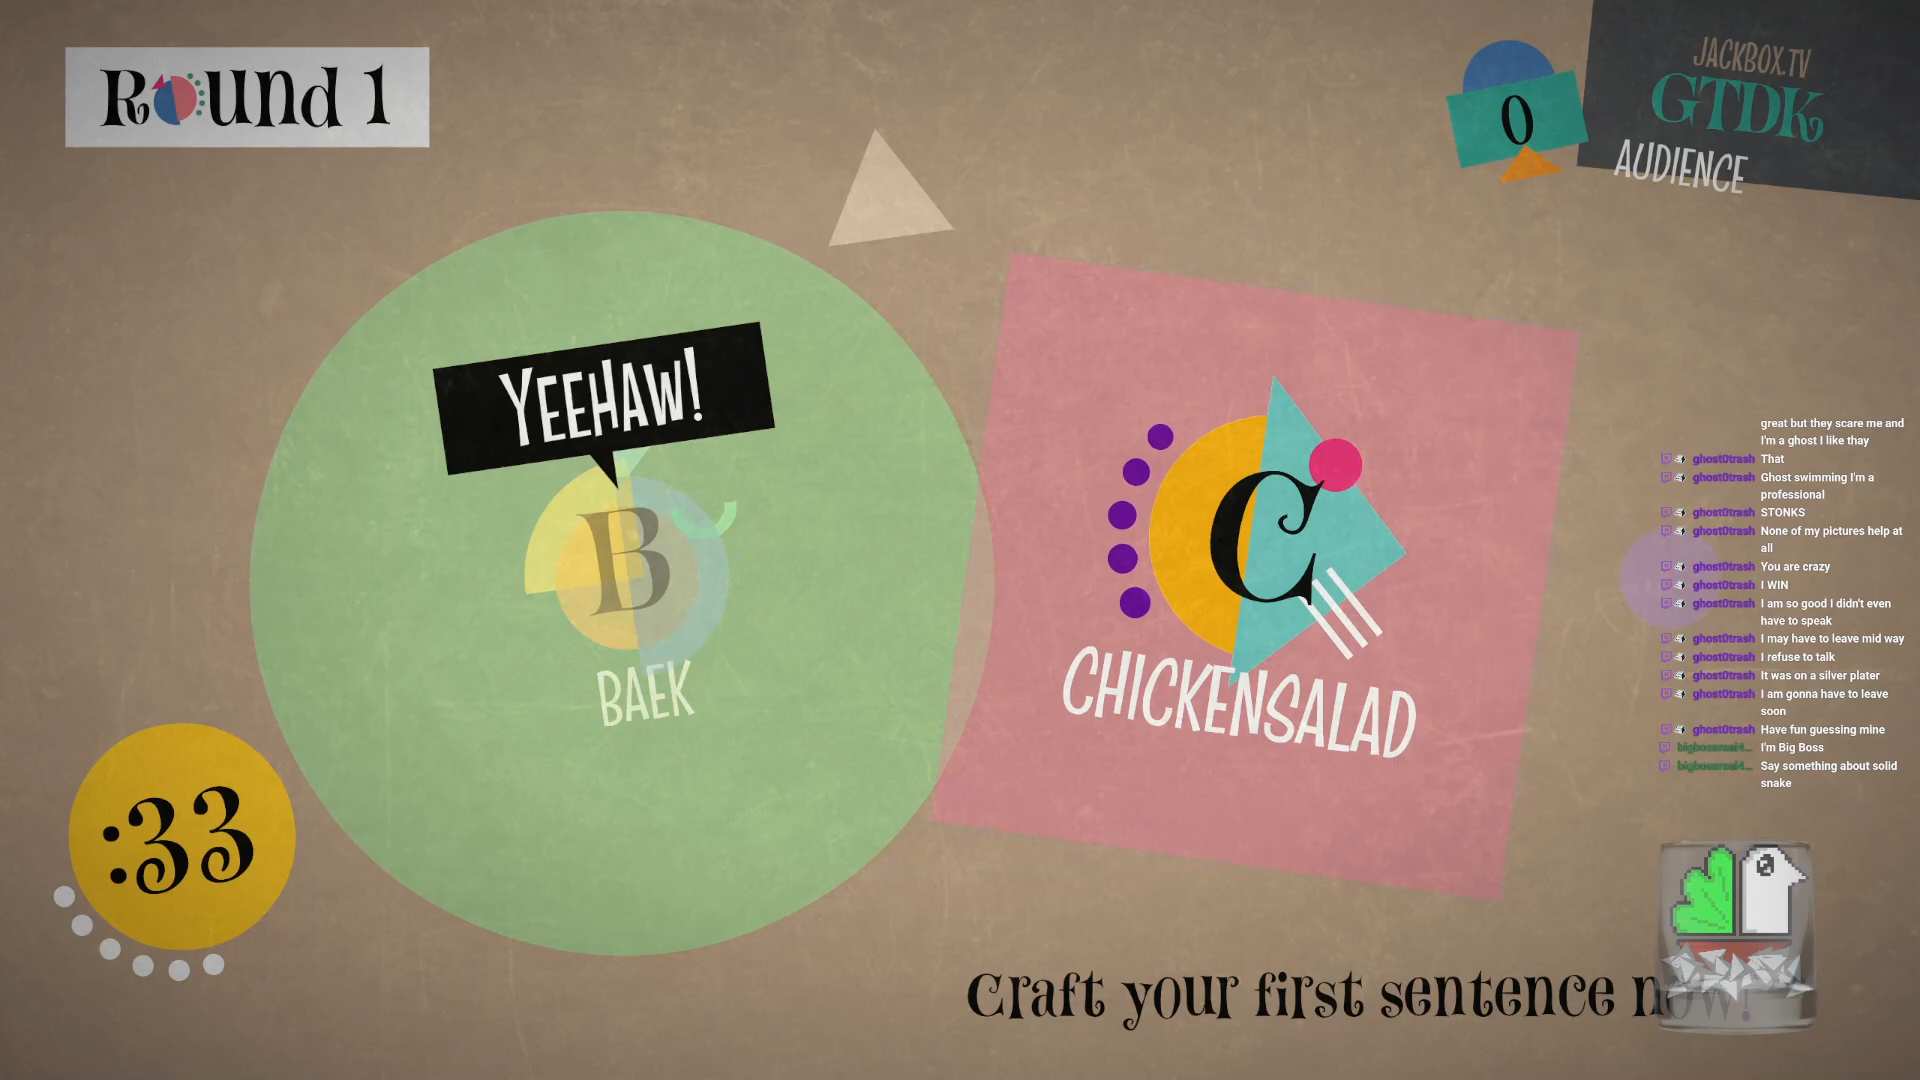 Round 1
JACKBOX.TV
GTDK
0
AUDIENCE
YEEHAW!
B
BAEK
C
CHICKENSALAD
:33
great but they scare me and
I'm a ghost I like thay
ghost0trash That
ghost0trash Ghost swimming I'm a
professional
ghost0trash STONKS
ghost0trash None of my pictures help at
all
ghost0trash You are crazy
ghost0trash I WIN
ghost0trash I am so good I didn't even
have to speak
ghost0trash I may have to leave mid way
ghost0trash I refuse to talk
ghost0trash It was on a silver plater
ghost0trash I am gonna have to leave
soon
ghost0trash Have fun guessing mine
I'm Big Boss
Say something about solid
snake
Craft your first sentence now!